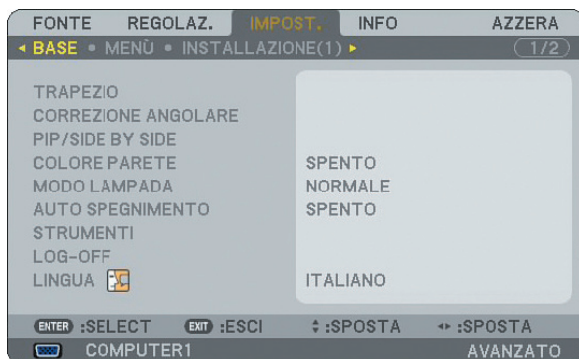 FONTE REGOLAZ. IMPOST. INFO AZZERA
BASE • MENÙ • INSTALLAZIONE(1) 1/2
TRAPEZIO
CORREZIONE ANGOLARE
PIP/SIDE BY SIDE
COLORE PARETE SPENTO
MODO LAMPADA NORMALE
AUTO SPEGNIMENTO SPENTO
STRUMENTI
LOG-OFF
LINGUA ITALIANO
ENTER :SELECT EXIT :ESCI :SPOSTA :SPOSTA
COMPUTER1 AVANZATO